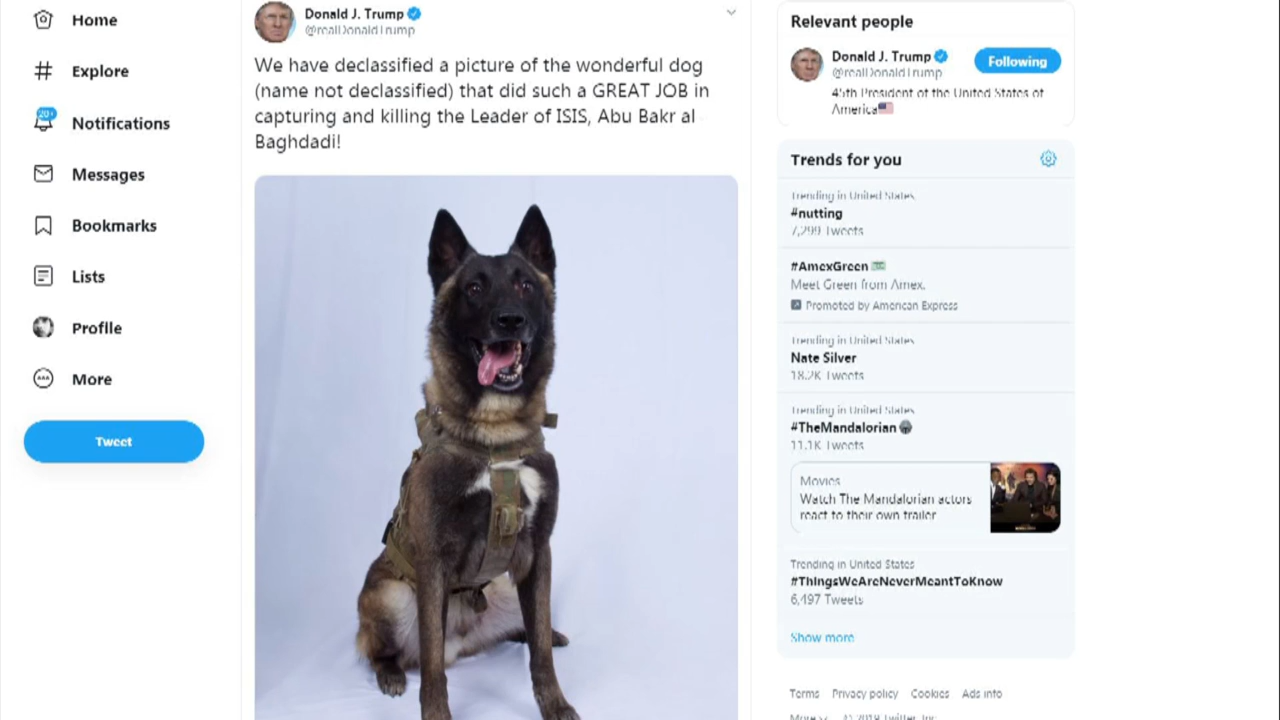 Home
Explore
20+
Notifications
Messages
Bookmarks
Lists
Profile
More
Tweet
Donald J. Trump
@realDonaldTrump
We have declassified a picture of the wonderful dog
(name not declassified) that did such a GREAT JOB in
capturing and killing the Leader of ISIS, Abu Bakr al
Baghdadi!
Relevant people
Donald J. Trump
@realDonaldTrump
Following
45th President of the United States of
America
Trends for you
Trending in United States
#nutting
7,299 Tweets
#AmexGreen
Meet Green from Amex.
Promoted by American Express
Trending in United States
Nate Silver
18.2K Tweets
Trending in United States
#TheMandalorian
11.1K Tweets
Movies
Watch The Mandalorian actors
react to their own trailer
Trending in United States
#ThingsWeAreNeverMeantToKnow
6,497 Tweets
Show more
Terms Privacy policy Cookies Ads info
More © 2019 Twitter, Inc.